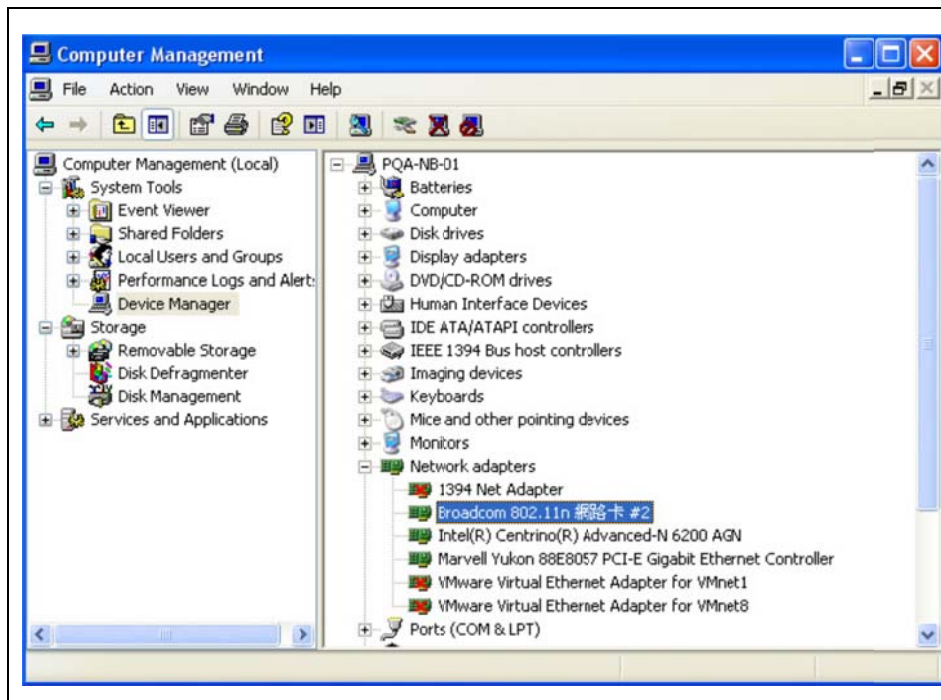 Computer Management
File Action View Window Help
Computer Management (Local)
System Tools
Event Viewer
Shared Folders
Local Users and Groups
Performance Logs and Alert
Device Manager
Storage
Removable Storage
Disk Defragmenter
Disk Management
Services and Applications
PQA-NB-01
Batteries
Computer
Disk drives
Display adapters
DVD/CD-ROM drives
Human Interface Devices
IDE ATA/ATAPI controllers
IEEE 1394 Bus host controllers
Imaging devices
Keyboards
Mice and other pointing devices
Monitors
Network adapters
1394 Net Adapter
Broadcom 802.11n 網路卡 #2
Intel(R) Centrino(R) Advanced-N 6200 AGN
Marvell Yukon 88E8057 PCI-E Gigabit Ethernet Controller
VMware Virtual Ethernet Adapter for VMnet1
VMware Virtual Ethernet Adapter for VMnet8
Ports (COM & LPT)